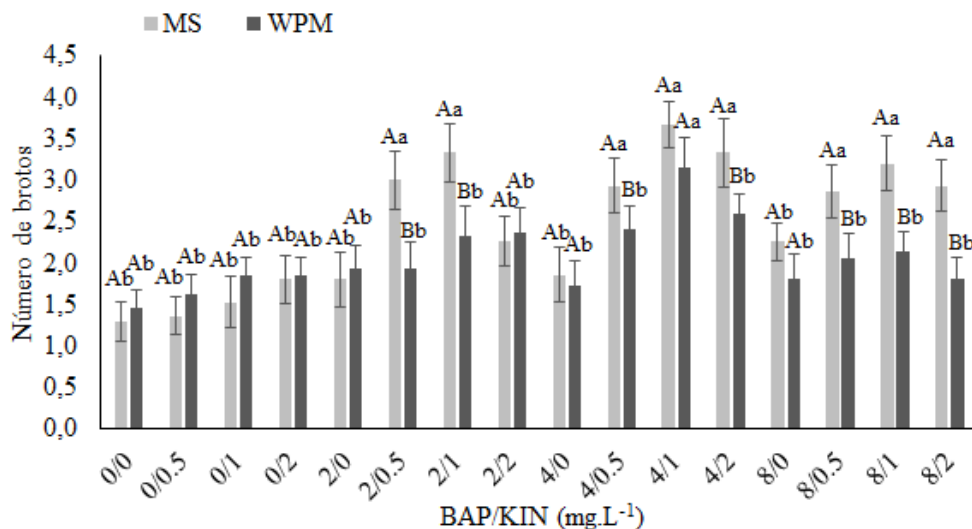 MS WPM
4,5
4,0
3,5
3,0
2,5
2,0
1,5
1,0
0,5
0,0
Número de brotos
Ab Ab Ab Ab Ab Ab Ab Ab Ab Ab Aa Bb Aa Bb Ab Ab Ab Ab Aa Bb Aa Aa Aa Bb Ab Ab Aa Bb Aa Bb Aa Bb
0/0 0/0.5 0/1 0/2 2/0 2/0.5 2/1 2/2 4/0 4/0.5 4/1 4/2 8/0 8/0.5 8/1 8/2
BAP/KIN (mg.L⁻¹)